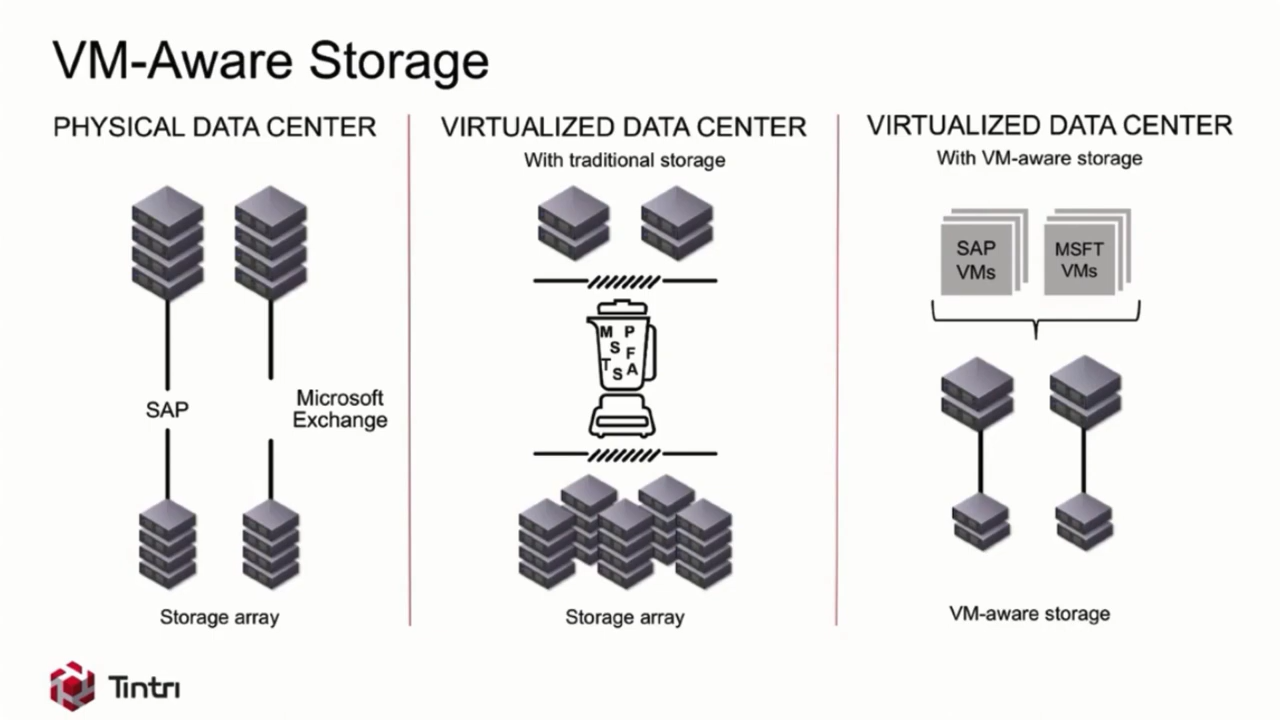 VM-Aware Storage
PHYSICAL DATA CENTER
SAP
Microsoft
Exchange
Storage array
VIRTUALIZED DATA CENTER
With traditional storage
M P
S F
T S A
Storage array
VIRTUALIZED DATA CENTER
With VM-aware storage
SAP
VMs
MSFT
VMs
VM-aware storage
Tintri